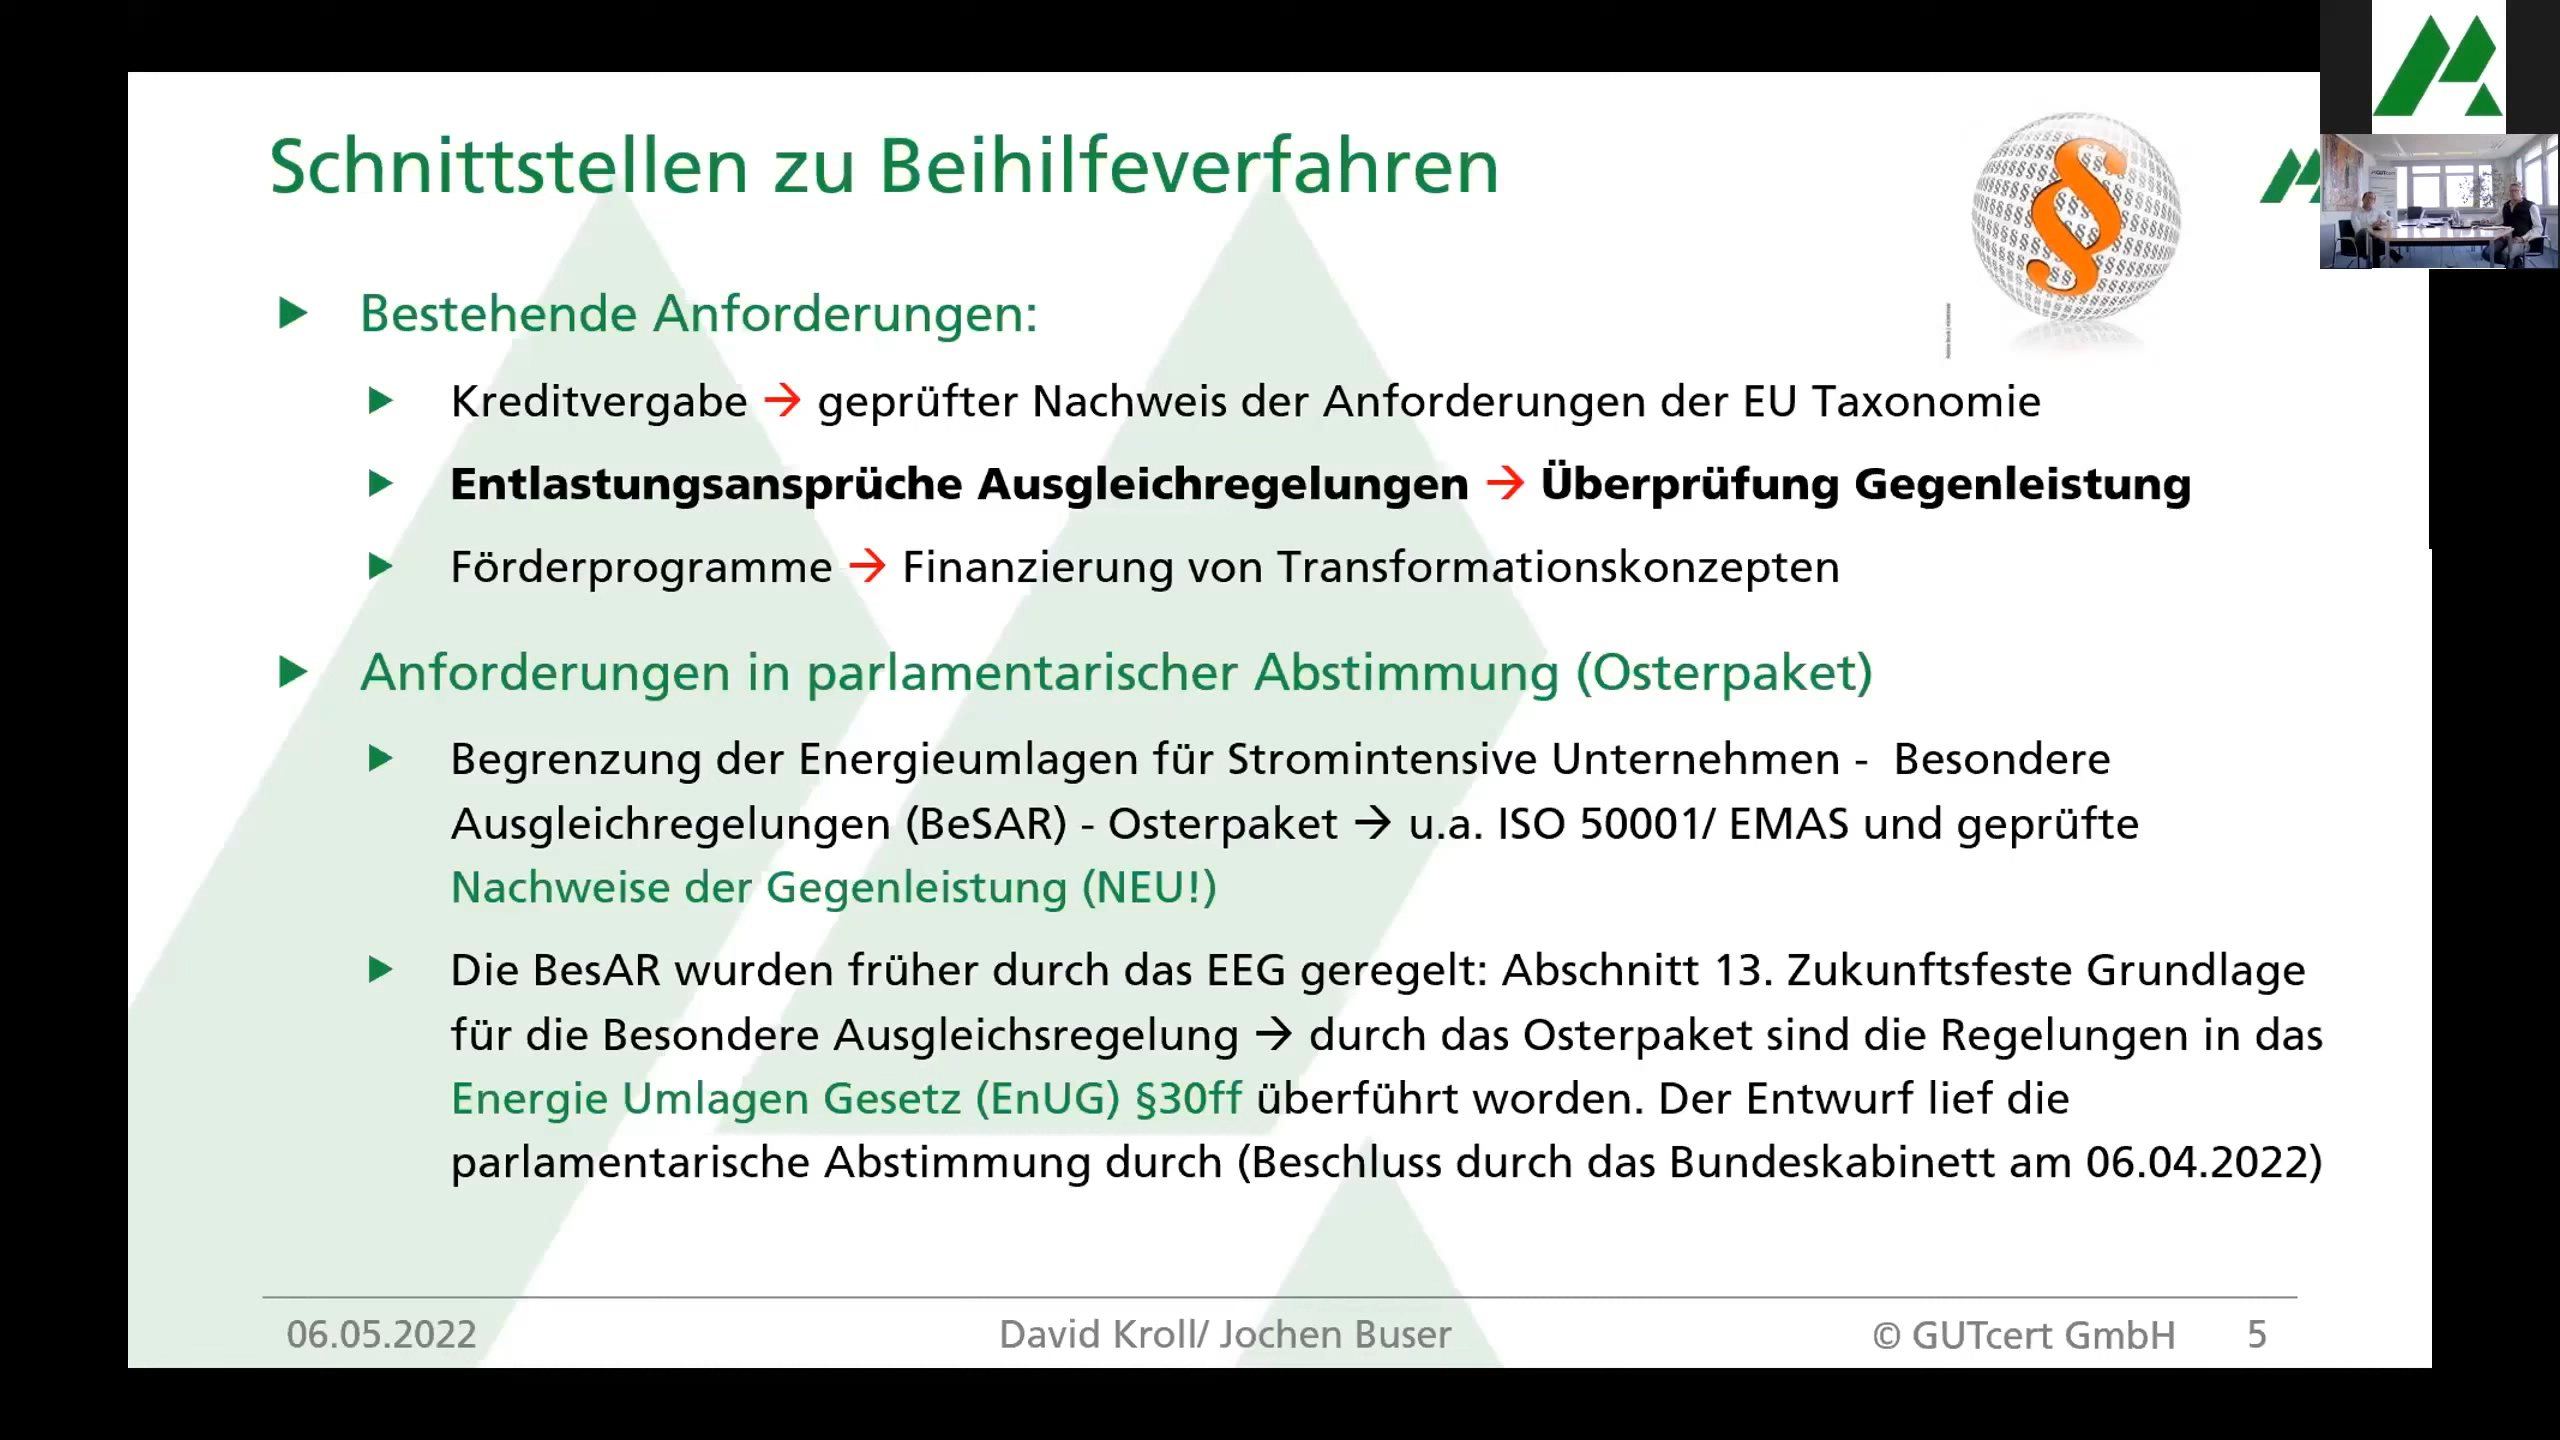 Schnittstellen zu Beihilfeverfahren
Bestehende Anforderungen:
Kreditvergabe → geprüfter Nachweis der Anforderungen der EU Taxonomie
Entlastungsansprüche Ausgleichregelungen → Überprüfung Gegenleistung
Förderprogramme → Finanzierung von Transformationskonzepten
Anforderungen in parlamentarischer Abstimmung (Osterpaket)
Begrenzung der Energieumlagen für Stromintensive Unternehmen - Besondere
Ausgleichregelungen (BeSAR) - Osterpaket → u.a. ISO 50001/ EMAS und geprüfte
Nachweise der Gegenleistung (NEU!)
Die BesAR wurden früher durch das EEG geregelt: Abschnitt 13. Zukunftsfeste Grundlage
für die Besondere Ausgleichsregelung → durch das Osterpaket sind die Regelungen in das
Energie Umlagen Gesetz (EnUG) §30ff überführt worden. Der Entwurf lief die
parlamentarische Abstimmung durch (Beschluss durch das Bundeskabinett am 06.04.2022)
06.05.2022
David Kroll/ Jochen Buser
© GUTcert GmbH 5